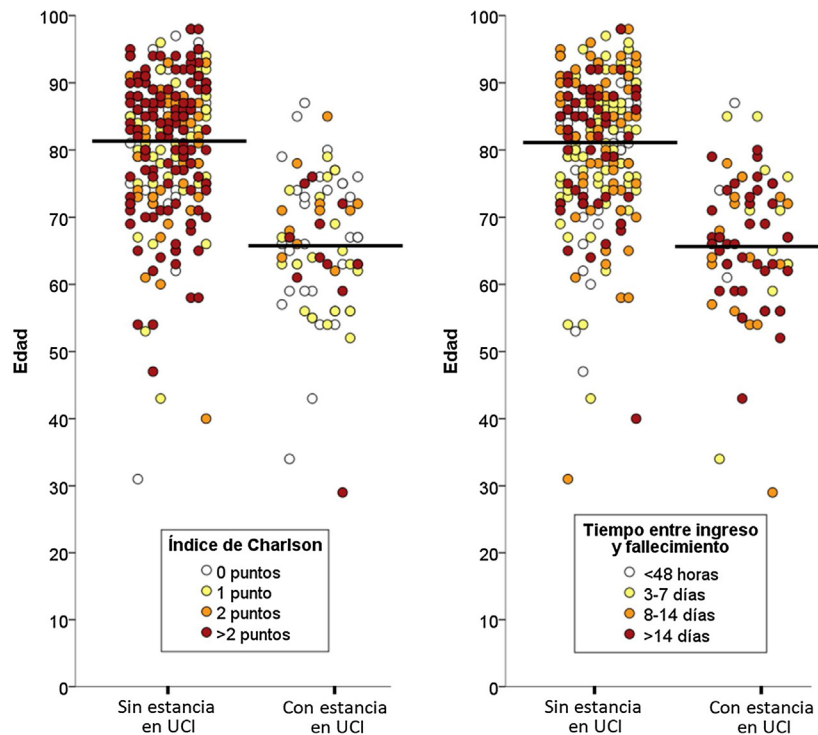 Edad
100
90
80
70
60
50
40
30
20
10
0
Índice de Charlson
0 puntos
1 punto
2 puntos
>2 puntos
Sin estancia
en UCI
Con estancia
en UCI
Edad
100
90
80
70
60
50
40
30
20
10
0
Tiempo entre ingreso
y fallecimiento
<48 horas
3-7 días
8-14 días
>14 días
Sin estancia
en UCI
Con estancia
en UCI